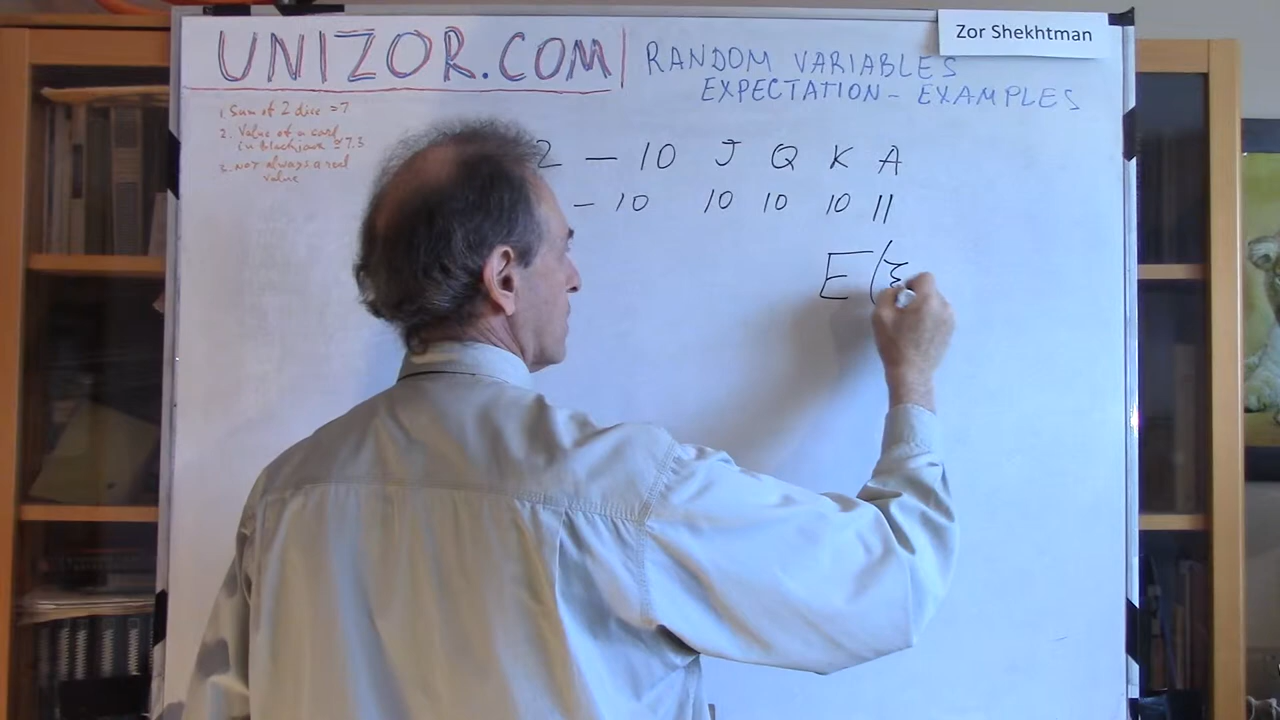 UNIZOR.COM
Zor Shekhtman
RANDOM VARIABLES
EXPECTATION - EXAMPLES
1. Sum of 2 dice = 7
2. Value of a card
in blackjack ≅ 7.3
3. Not always a real
value
2 — 10 J Q K A
- 10 10 10 10 11
E(ξ